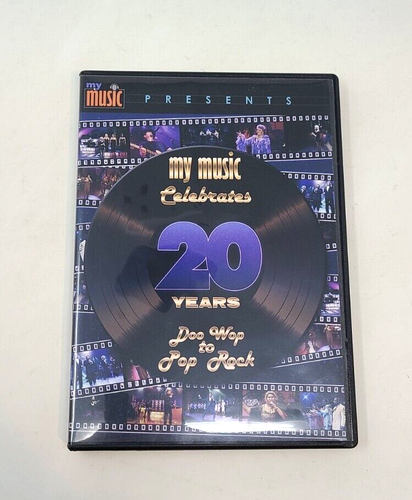 my
music PRESENTS
my music
Celebrates
20
YEARS
Doo Wop
to
Pop Rock